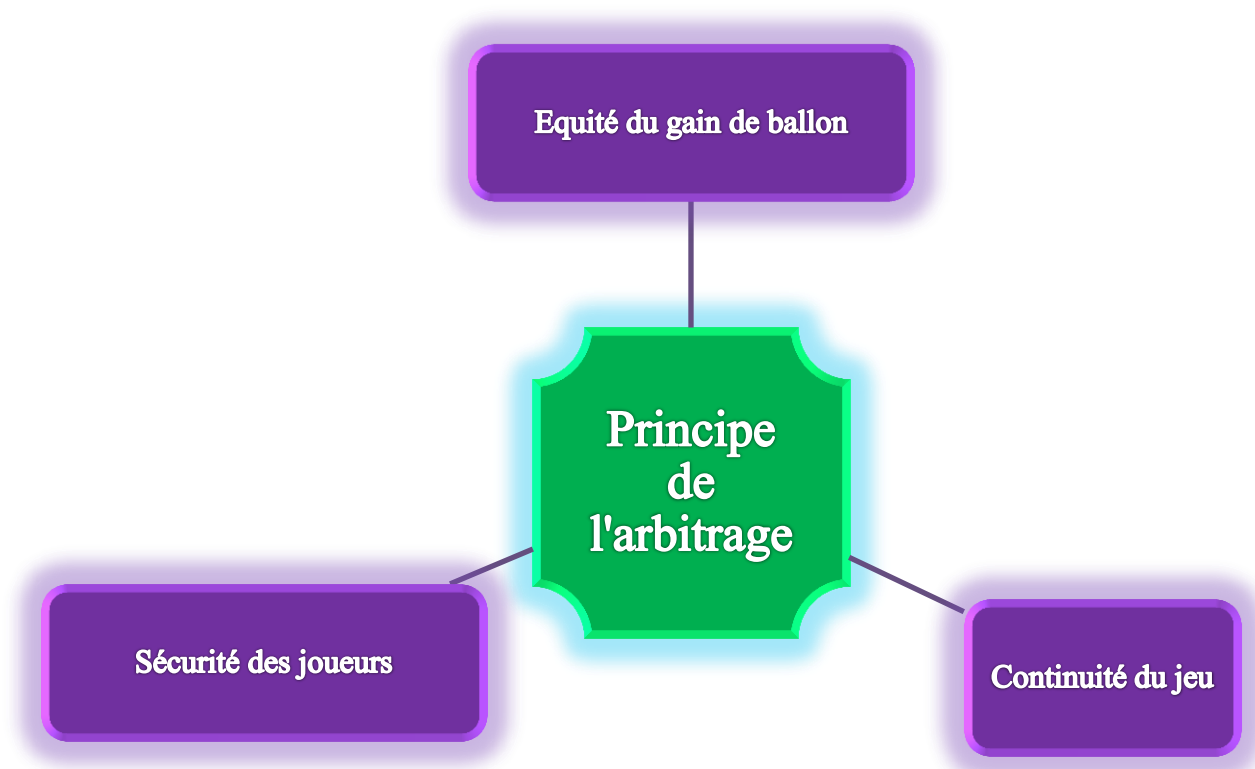 Equité du gain de ballon
Principe
de
l'arbitrage
Sécurité des joueurs
Continuité du jeu